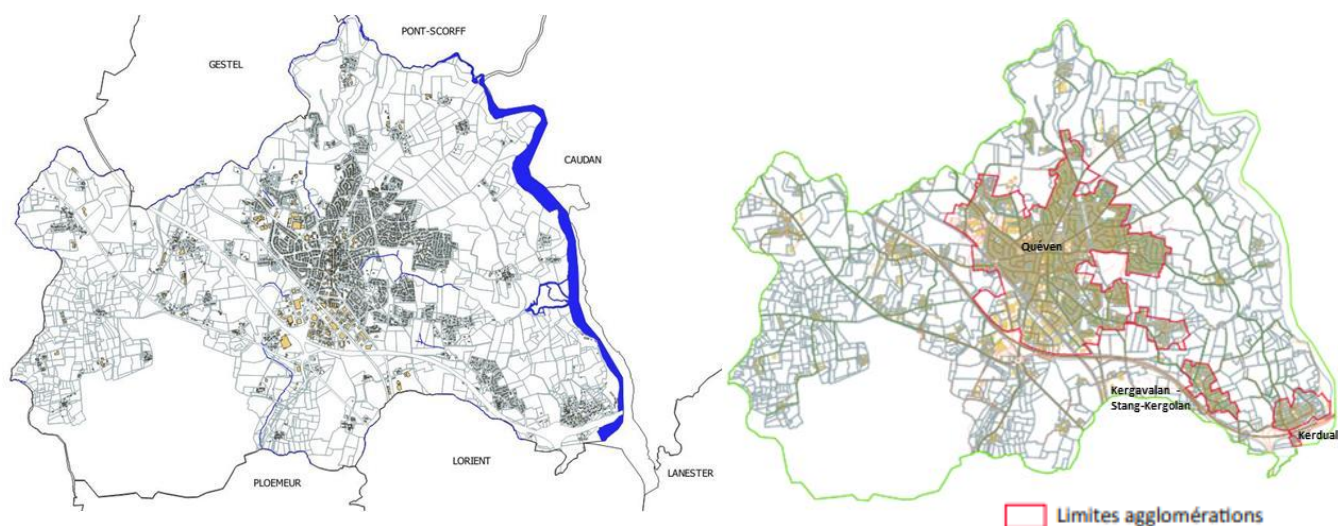 PONT-SCORFF
GESTEL
CAUDAN
PLOEMEUR
LORIENT
LANESTER
Quéven
Kergavalan -
Stang-Kergolan
Kerdual
Limites agglomérations